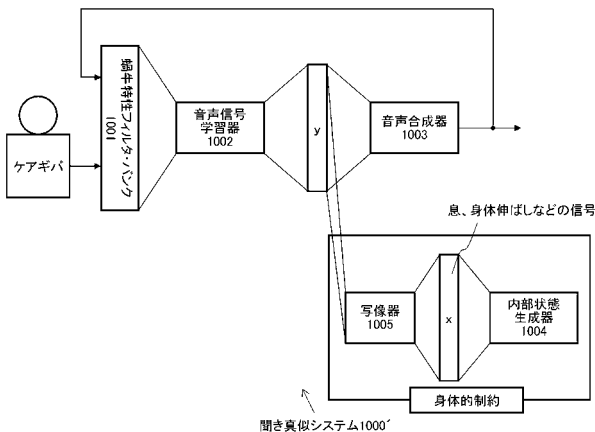 蝸牛特性フィルタ・バンク
1001
音声信号
学習器
1002
y
音声合成器
1003
ケアギバ
息、身体伸ばしなどの信号
写像器
1005
x
内部状態
生成器
1004
身体的制約
聞き真似システム1000´